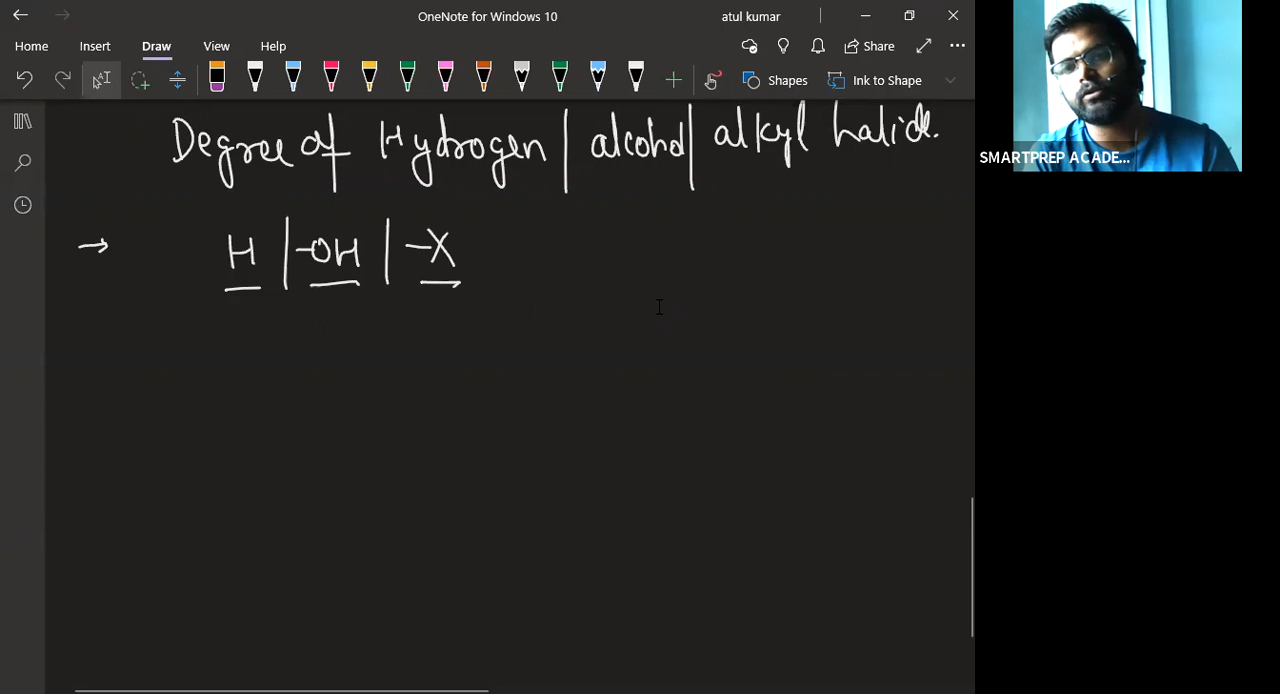 OneNote for Windows 10 atul kumar
Home Insert Draw View Help Share
Shapes Ink to Shape
Degree of Hydrogen | alcohol | alkyl halide.
SMARTPREP ACADE...
→ H | -OH | -X